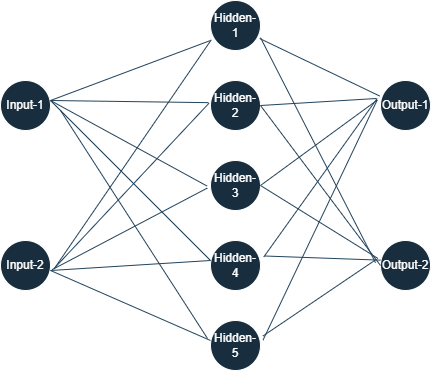 Hidden-
1
Input-1
Hidden-
2
Output-1
Hidden-
3
Input-2
Hidden-
4
Output-2
Hidden-
5